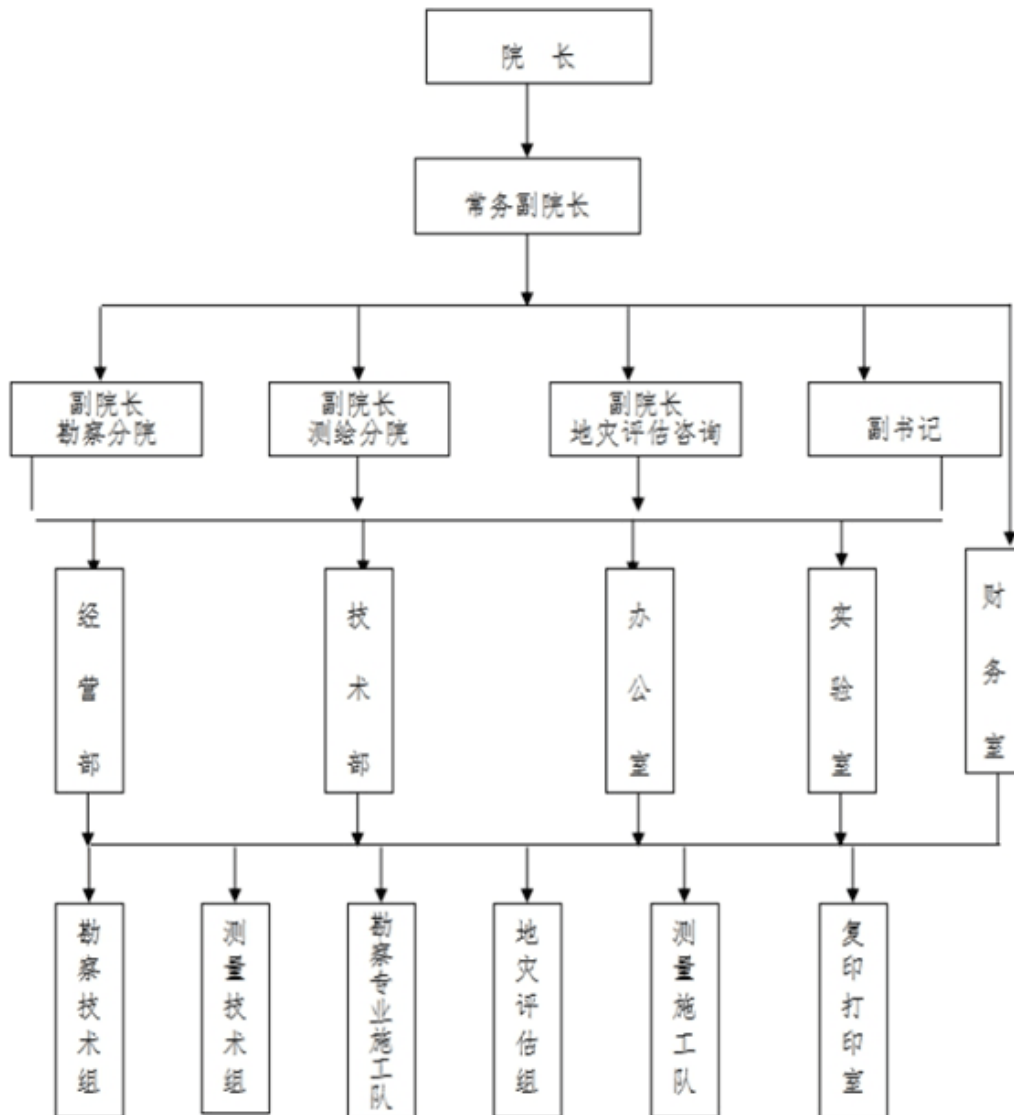 院 长
常务副院长
副院长
勘察分院
副院长
测绘分院
副院长
地灾评估咨询
副书记
经营部
技术部
办公室
实验室
财务室
勘察技术组
测量技术组
勘察专业施工队
地灾评估组
测量施工队
复印打印室